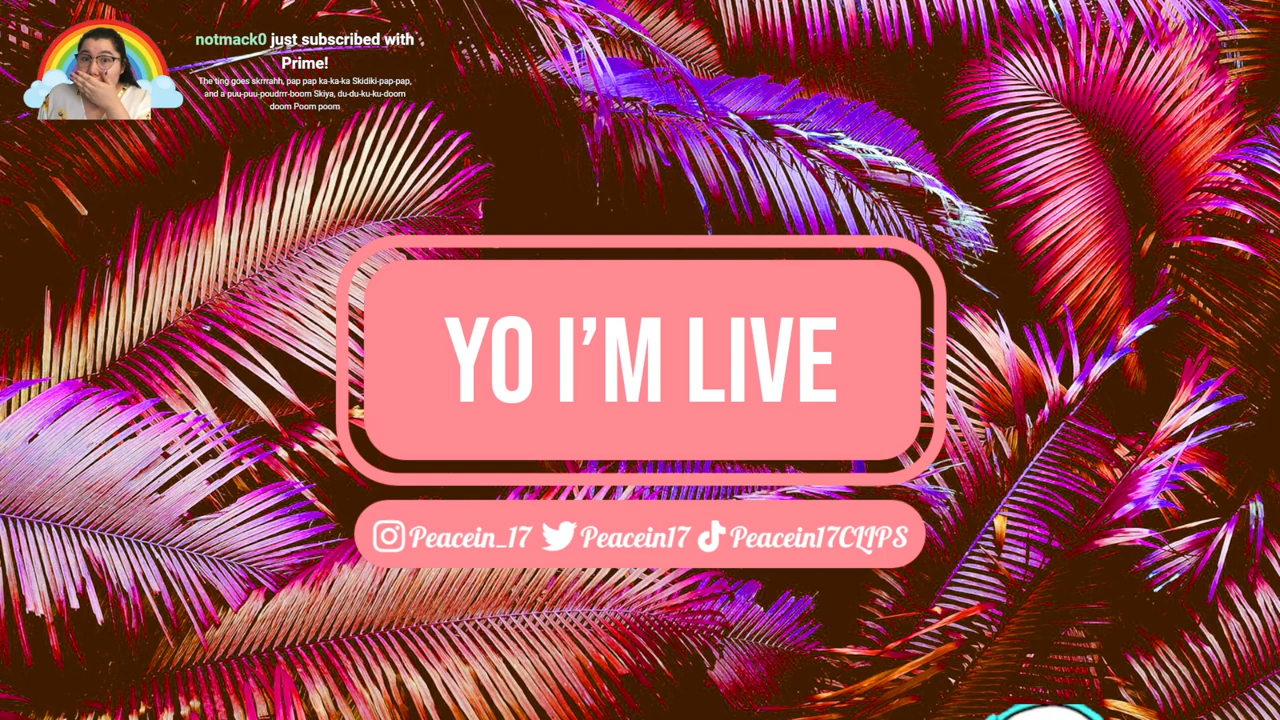 notmack0 just subscribed with
Prime!
The ting goes skrrrahh, pap pap ka-ka-ka Skidiki-pap-pap,
and a puu-puu-poudrrr-boom Skiya, du-du-ku-ku-doom
doom Poom poom
YO I’M LIVE
Peacein_17 Peacein17 Peacein17CLIPS